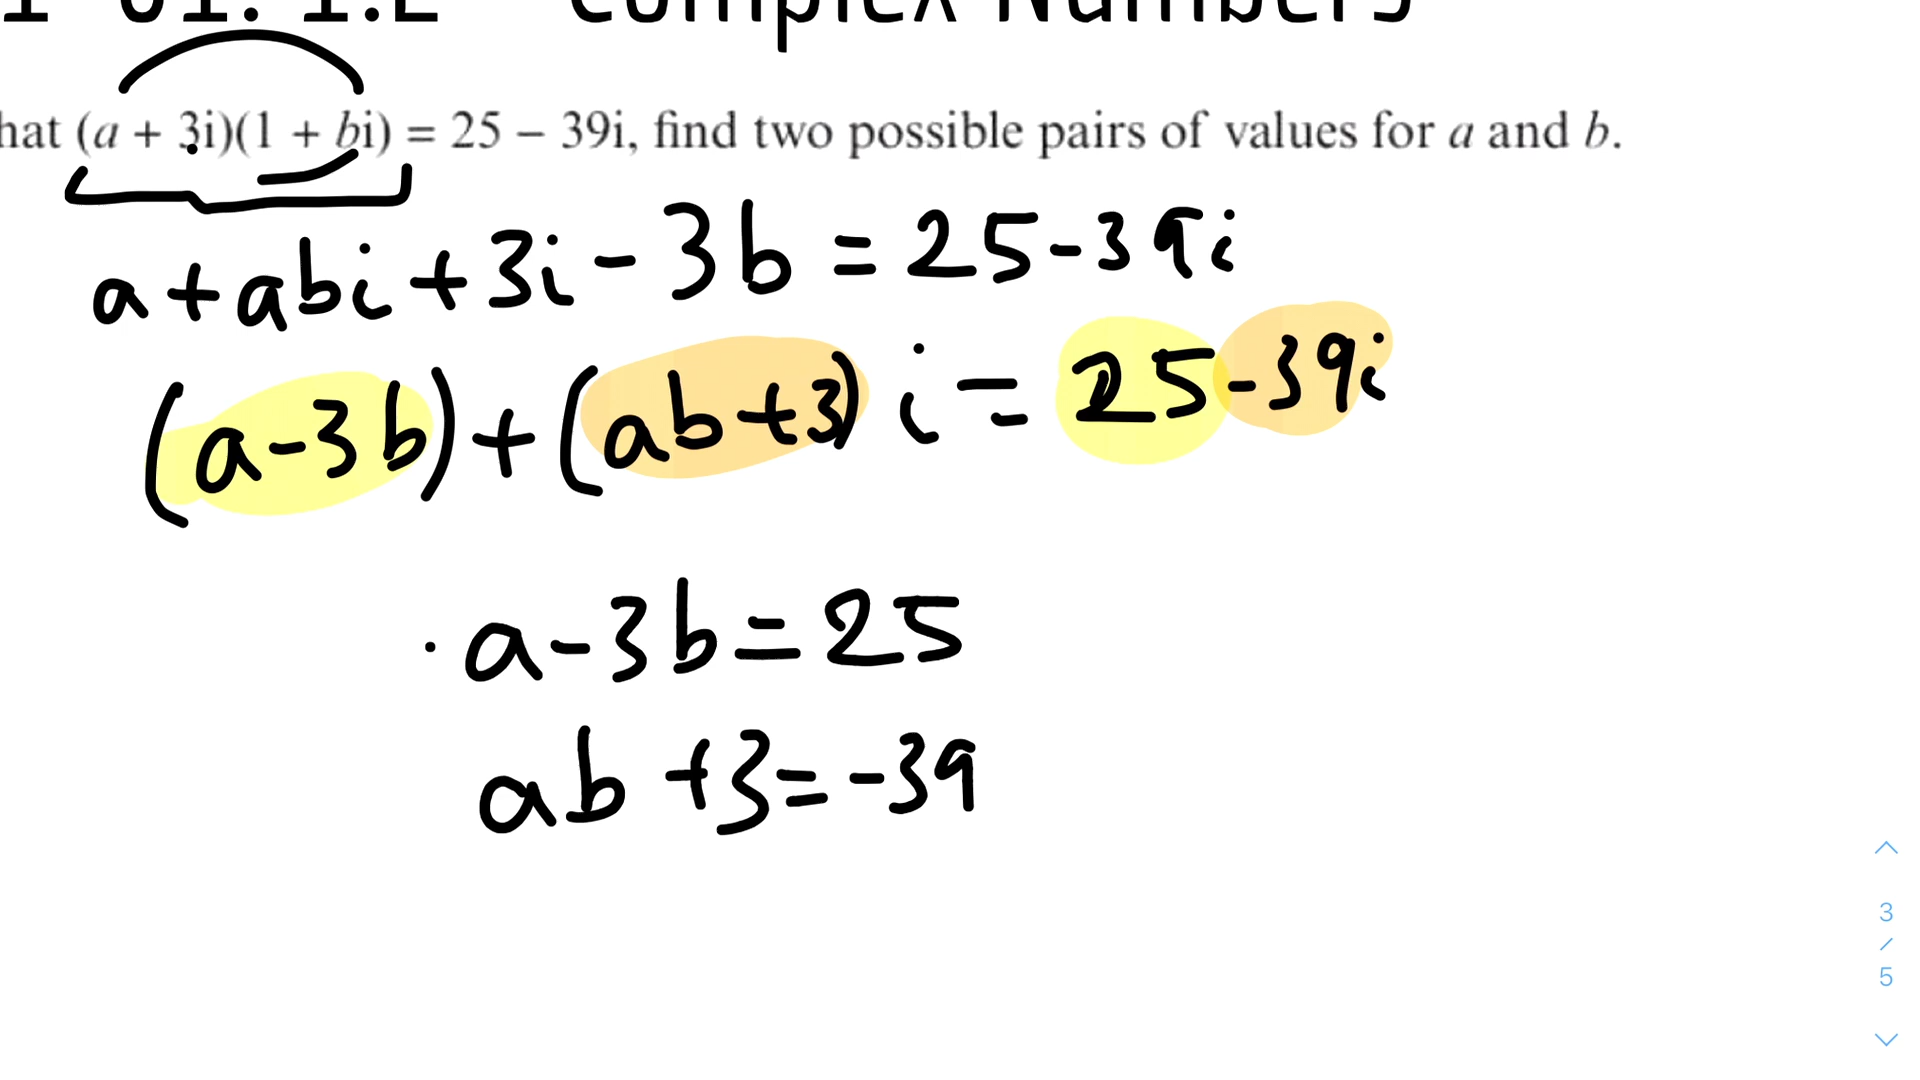 Complex Numbers
hat (a + 3i)(1 + bi) = 25 – 39i, find two possible pairs of values for a and b.
a+abi+3i-3b=25-39i
(a-3b)+(ab+3)i=25-39i
a-3b=25
ab+3=-39
3
/
5